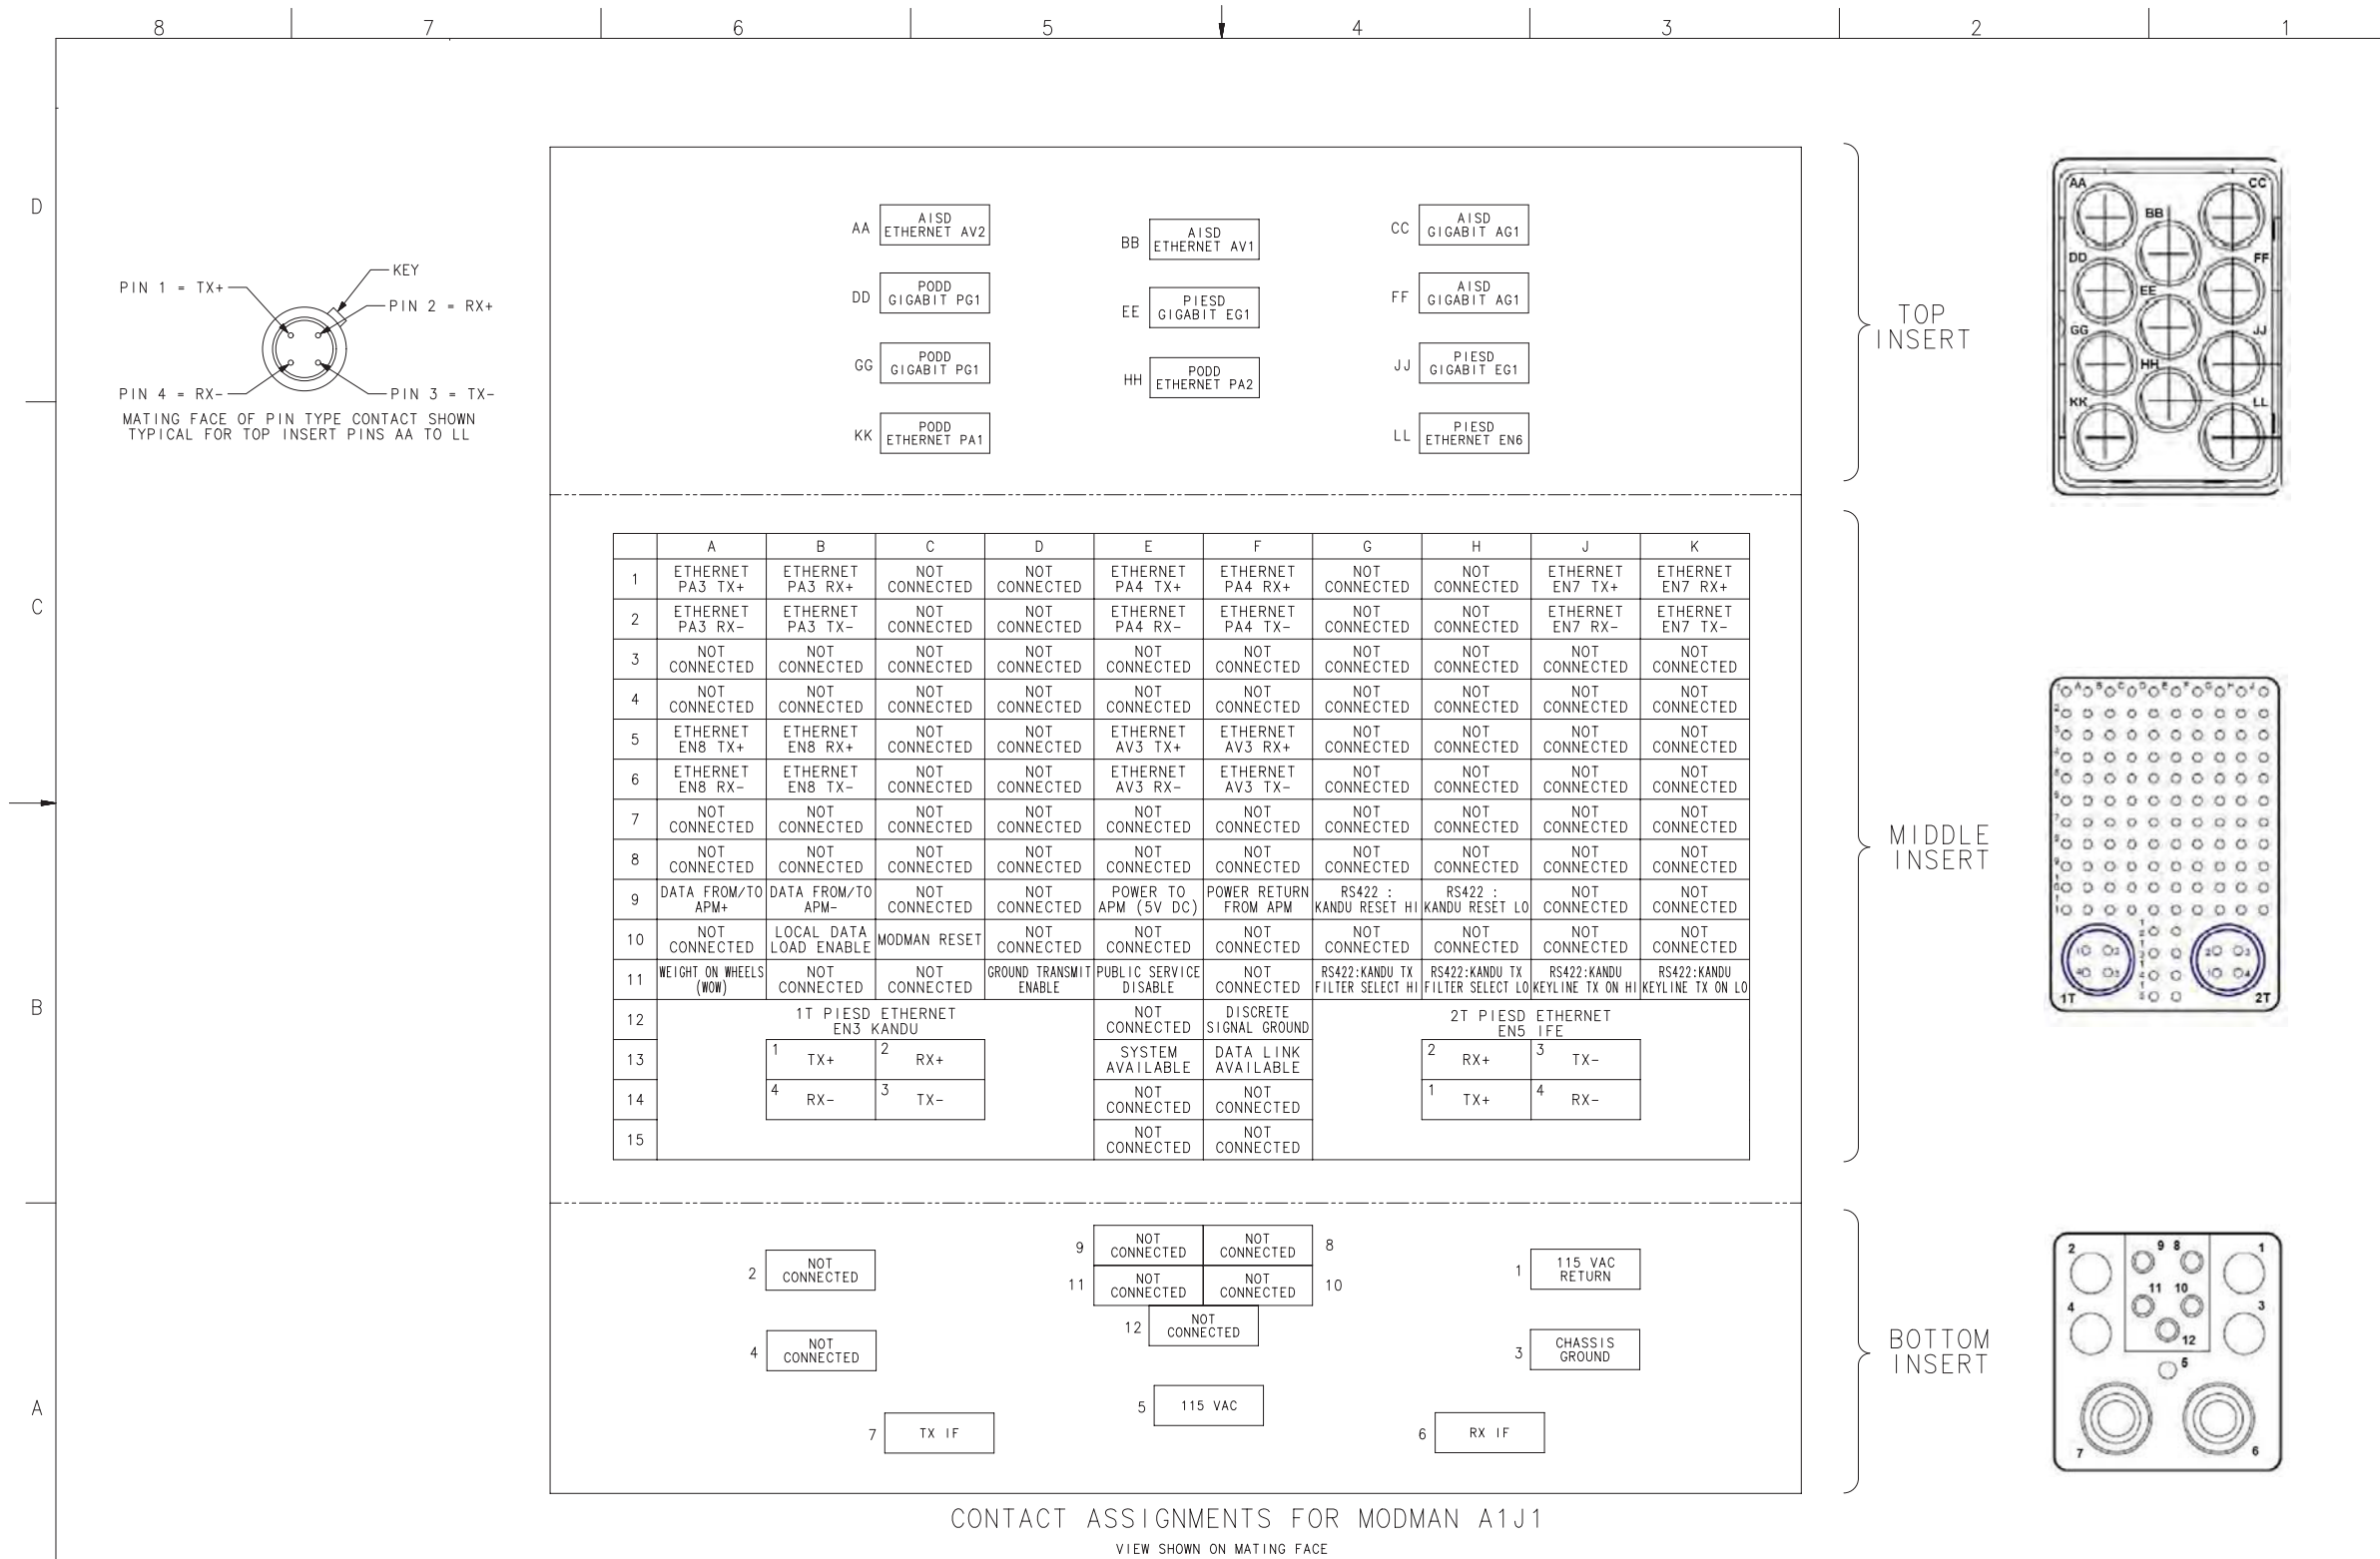 8 7 6 5 4 3 2 1
D
C
B
A
PIN 1 = TX+
KEY
PIN 2 = RX+
PIN 4 = RX-
PIN 3 = TX-
MATING FACE OF PIN TYPE CONTACT SHOWN
TYPICAL FOR TOP INSERT PINS AA TO LL
AA AISD
ETHERNET AV2
BB AISD
ETHERNET AV1
CC AISD
GIGABIT AG1
DD PODD
GIGABIT PG1
EE PIESD
GIGABIT EG1
FF AISD
GIGABIT AG1
GG PODD
GIGABIT PG1
HH PODD
ETHERNET PA2
JJ PIESD
GIGABIT EG1
KK PODD
ETHERNET PA1
LL PIESD
ETHERNET EN6
TOP
INSERT
AA CC
BB
DD FF
EE
GG JJ
HH
KK LL
A B C D E F G H J K
1 ETHERNET ETHERNET NOT NOT ETHERNET ETHERNET NOT NOT ETHERNET ETHERNET
PA3 TX+ PA3 RX+ CONNECTED CONNECTED PA4 TX+ PA4 RX+ CONNECTED CONNECTED EN7 TX+ EN7 RX+
2 ETHERNET ETHERNET NOT NOT ETHERNET ETHERNET NOT NOT ETHERNET ETHERNET
PA3 RX- PA3 TX- CONNECTED CONNECTED PA4 RX- PA4 TX- CONNECTED CONNECTED EN7 RX- EN7 TX-
3 NOT NOT NOT NOT NOT NOT NOT NOT NOT NOT
CONNECTED CONNECTED CONNECTED CONNECTED CONNECTED CONNECTED CONNECTED CONNECTED CONNECTED CONNECTED
4 NOT NOT NOT NOT NOT NOT NOT NOT NOT NOT
CONNECTED CONNECTED CONNECTED CONNECTED CONNECTED CONNECTED CONNECTED CONNECTED CONNECTED CONNECTED
5 ETHERNET ETHERNET NOT NOT ETHERNET ETHERNET NOT NOT NOT NOT
EN8 TX+ EN8 RX+ CONNECTED CONNECTED AV3 TX+ AV3 RX+ CONNECTED CONNECTED CONNECTED CONNECTED
6 ETHERNET ETHERNET NOT NOT ETHERNET ETHERNET NOT NOT NOT NOT
EN8 RX- EN8 TX- CONNECTED CONNECTED AV3 RX- AV3 TX- CONNECTED CONNECTED CONNECTED CONNECTED
7 NOT NOT NOT NOT NOT NOT NOT NOT NOT NOT
CONNECTED CONNECTED CONNECTED CONNECTED CONNECTED CONNECTED CONNECTED CONNECTED CONNECTED CONNECTED
8 NOT NOT NOT NOT NOT NOT NOT NOT NOT NOT
CONNECTED CONNECTED CONNECTED CONNECTED CONNECTED CONNECTED CONNECTED CONNECTED CONNECTED CONNECTED
9 DATA FROM/TO DATA FROM/TO NOT NOT POWER TO POWER RETURN RS422 : RS422 : NOT NOT
APM+ APM- CONNECTED CONNECTED APM (5V DC) FROM APM KANDU RESET HI KANDU RESET LO CONNECTED CONNECTED
10 NOT LOCAL DATA MODMAN RESET NOT NOT NOT NOT NOT NOT NOT
CONNECTED LOAD ENABLE CONNECTED CONNECTED CONNECTED CONNECTED CONNECTED CONNECTED CONNECTED
11 WEIGHT ON WHEELS NOT NOT GROUND TRANSMIT PUBLIC SERVICE NOT RS422:KANDU TX RS422:KANDU TX RS422:KANDU RS422:KANDU
(WOW) CONNECTED CONNECTED ENABLE DISABLE CONNECTED FILTER SELECT HI FILTER SELECT LO KEYLINE TX ON HI KEYLINE TX ON LO
12 1T PIESD ETHERNET NOT DISCRETE 2T PIESD ETHERNET
EN3 KANDU CONNECTED SIGNAL GROUND EN5 IFE
13 1 TX+ 2 RX+ SYSTEM DATA LINK 2 RX+ 3 TX-
AVAILABLE AVAILABLE
14 4 RX- 3 TX- NOT NOT 1 TX+ 4 RX-
CONNECTED CONNECTED
15 NOT NOT
CONNECTED CONNECTED
MIDDLE
INSERT
1T 2T
9 NOT NOT 8
CONNECTED CONNECTED
2 NOT
CONNECTED
11 NOT NOT 10
CONNECTED CONNECTED
1 115 VAC
RETURN
12 NOT
CONNECTED
4 NOT
CONNECTED
3 CHASSIS
GROUND
5 115 VAC
7 TX IF
6 RX IF
BOTTOM
INSERT
2 9 8 1
11 10
4 3
12
5
7 6
CONTACT ASSIGNMENTS FOR MODMAN A1J1
VIEW SHOWN ON MATING FACE